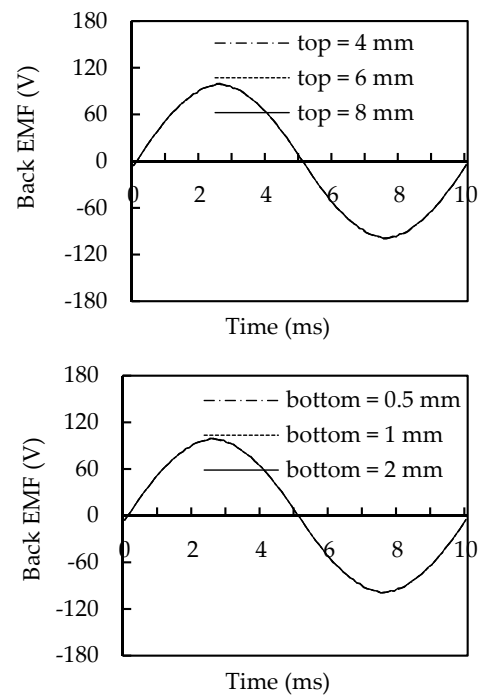 180
top = 4 mm
120
top = 6 mm
60
top = 8 mm
0
0 2 4 6 8 10
-60
-120
-180
Back EMF (V)
Time (ms)
180
bottom = 0.5 mm
120
bottom = 1 mm
60
bottom = 2 mm
0
0 2 4 6 8 10
-60
-120
-180
Back EMF (V)
Time (ms)